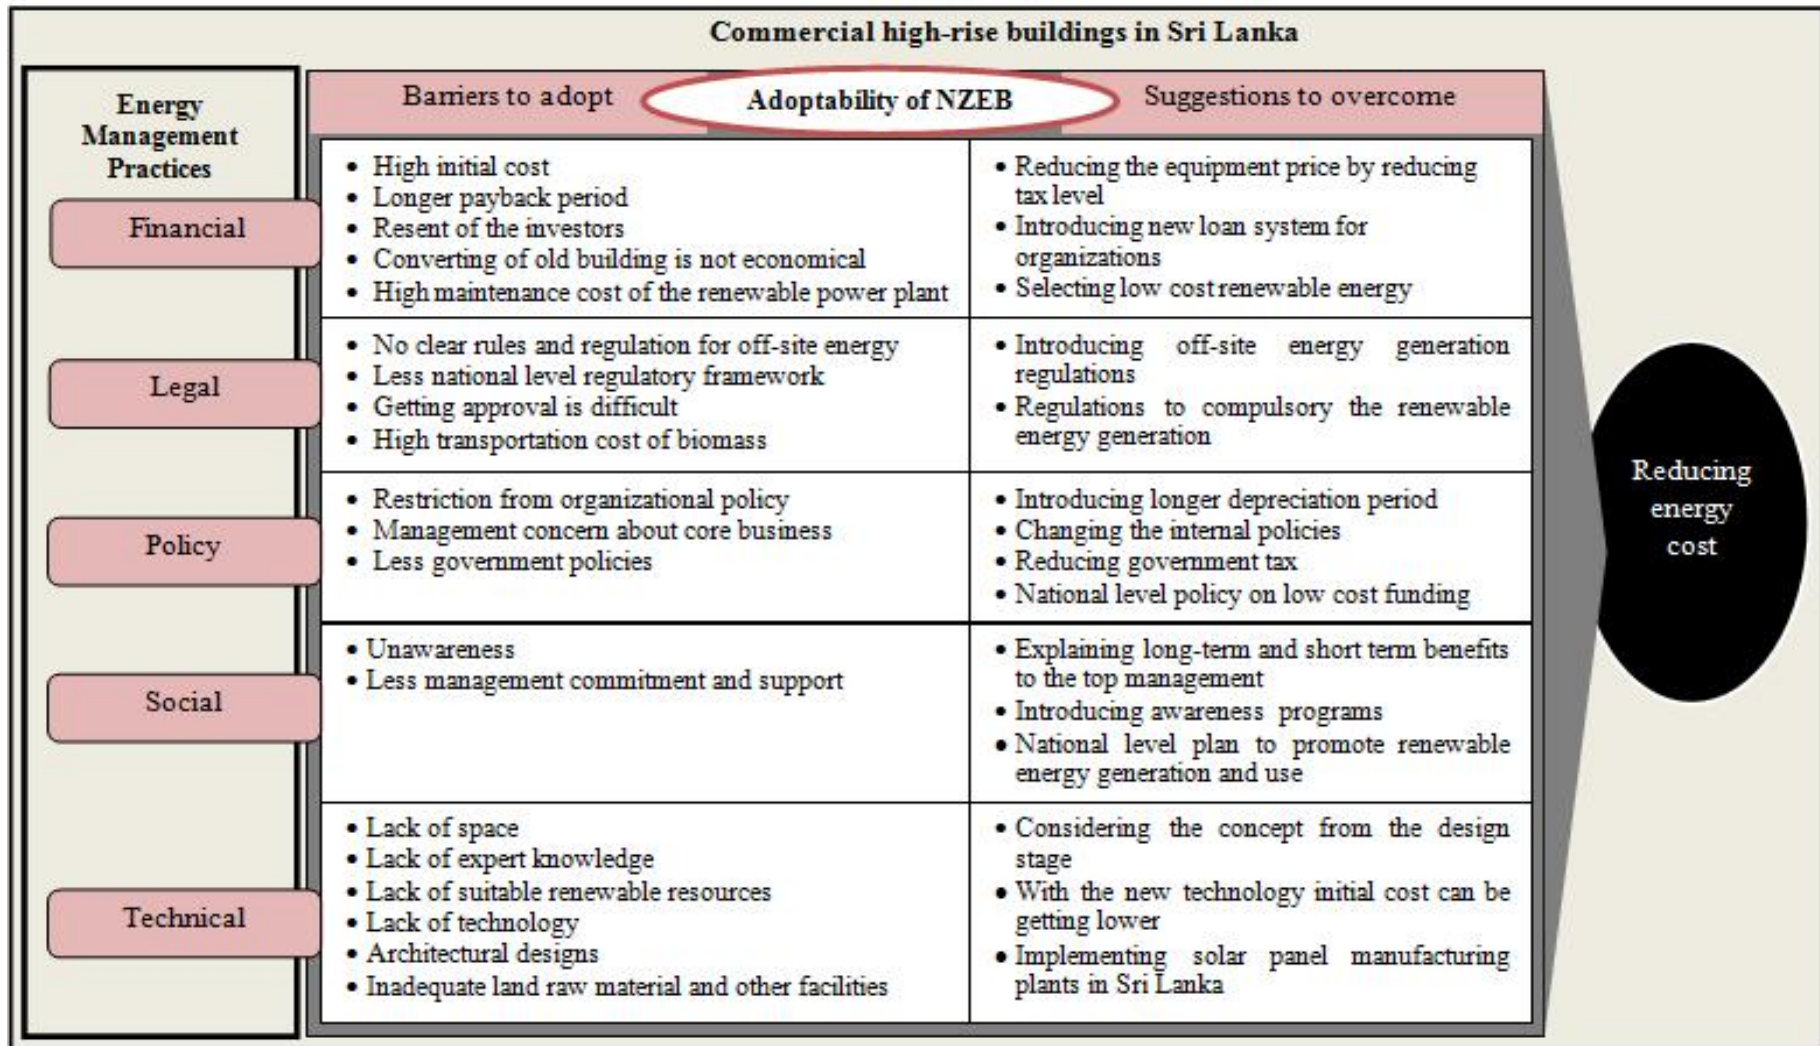 Commercial high-rise buildings in Sri Lanka
Energy
Management
Practices
Barriers to adopt
Adoptability of NZEB
Suggestions to overcome
Financial
• High initial cost
• Longer payback period
• Resent of the investors
• Converting of old building is not economical
• High maintenance cost of the renewable power plant
• Reducing the equipment price by reducing
tax level
• Introducing new loan system for
organizations
• Selecting low cost renewable energy
Legal
• No clear rules and regulation for off-site energy
• Less national level regulatory framework
• Getting approval is difficult
• High transportation cost of biomass
• Introducing off-site energy generation
regulations
• Regulations to compulsory the renewable
energy generation
Policy
• Restriction from organizational policy
• Management concern about core business
• Less government policies
• Introducing longer depreciation period
• Changing the internal policies
• Reducing government tax
• National level policy on low cost funding
Social
• Unawareness
• Less management commitment and support
• Explaining long-term and short term benefits
to the top management
• Introducing awareness programs
• National level plan to promote renewable
energy generation and use
Technical
• Lack of space
• Lack of expert knowledge
• Lack of suitable renewable resources
• Lack of technology
• Architectural designs
• Inadequate land raw material and other facilities
• Considering the concept from the design
stage
• With the new technology initial cost can be
getting lower
• Implementing solar panel manufacturing
plants in Sri Lanka
Reducing
energy
cost